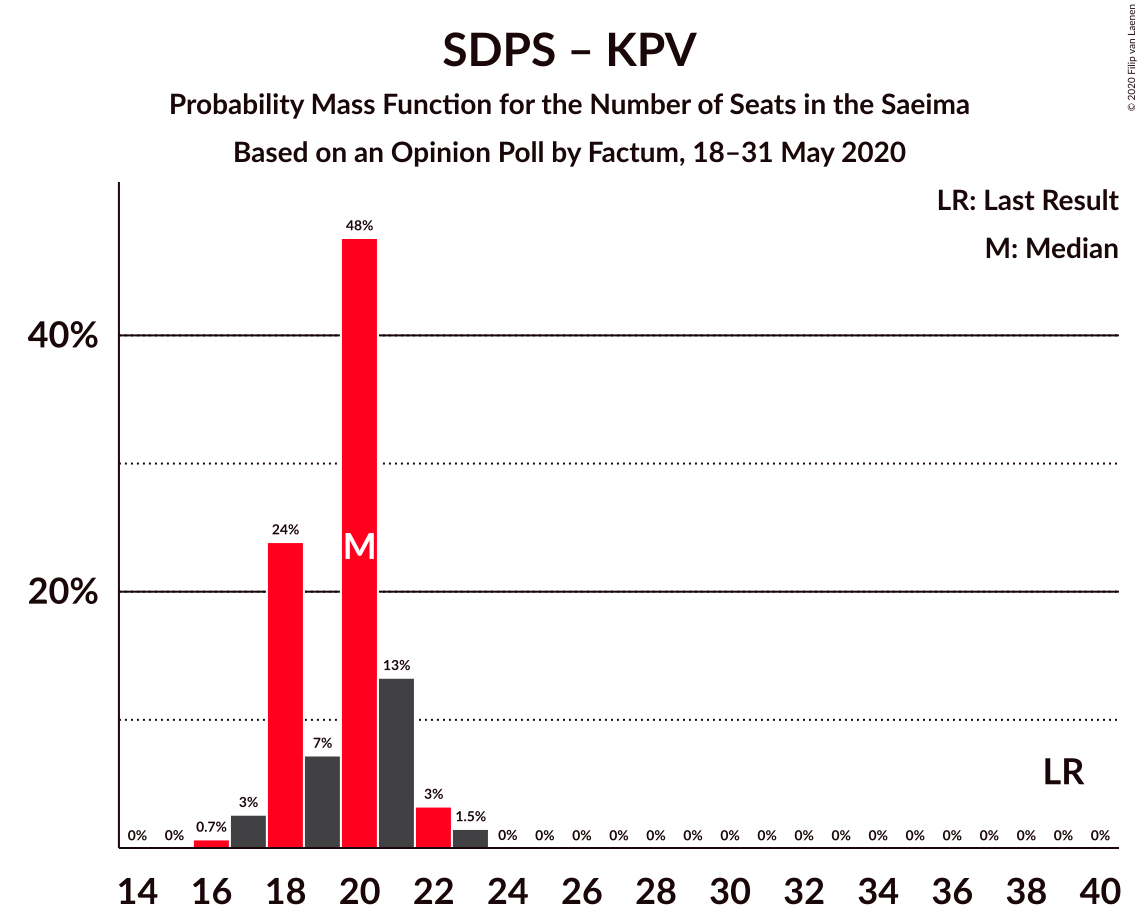 SDPS – KPV
Probability Mass Function for the Number of Seats in the Saeima
Based on an Opinion Poll by Factum, 18–31 May 2020
© 2020 Filip van Laenen
LR: Last Result
M: Median
48%
40%
24%
M
20%
13%
7%
LR
3%
3%
0% 0% 0.7% 1.5% 0% 0% 0% 0% 0% 0% 0% 0% 0% 0% 0% 0% 0% 0% 0% 0% 0%
14 16 18 20 22 24 26 28 30 32 34 36 38 40